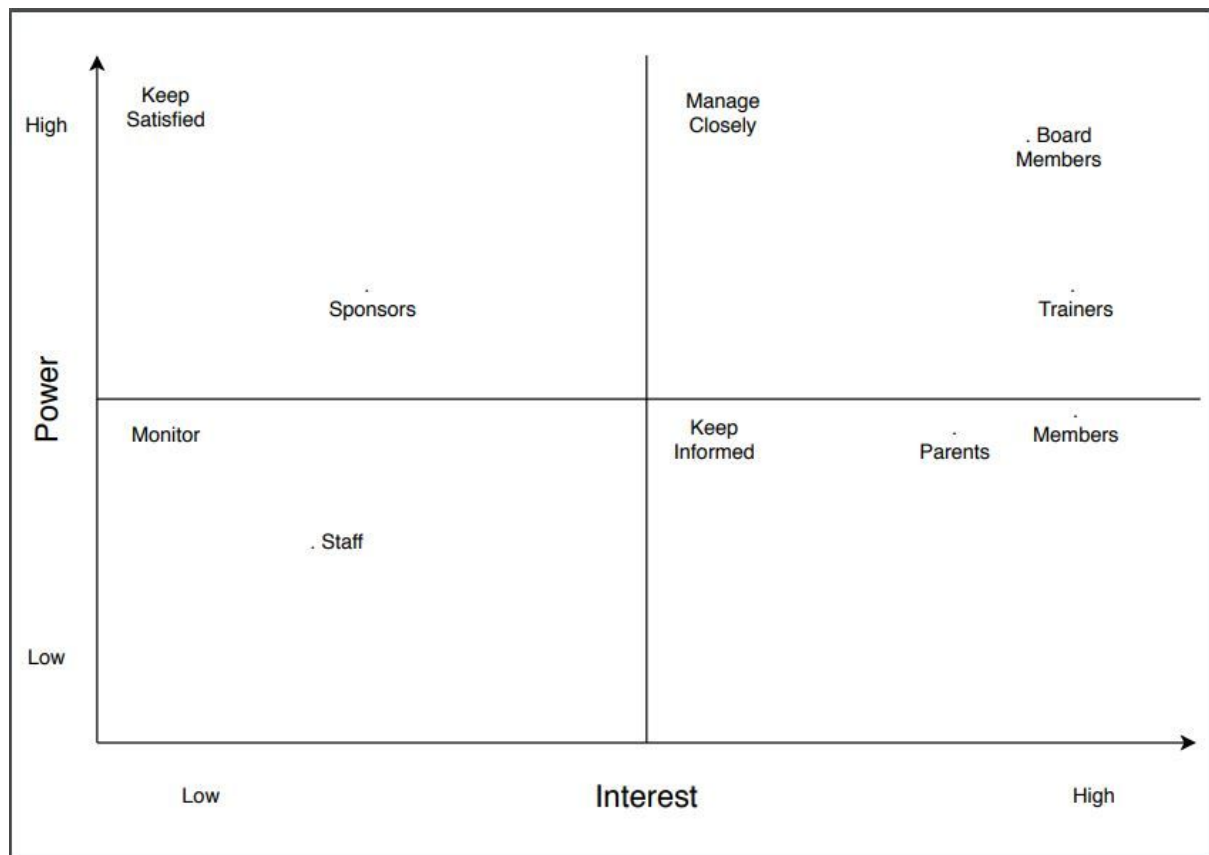 Keep
Satisfied
Manage
Closely
High
. Board
Members
.
Sponsors
.
Trainers
Power
Monitor
Keep
Informed
.
Parents
.
Members
. Staff
Low
Low
Interest
High